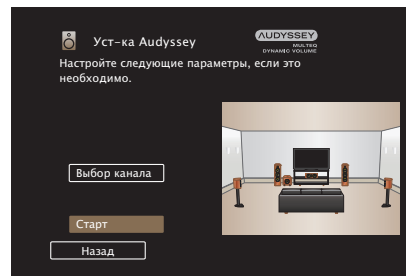 Уст-ка Audyssey
AUDYSSEY
MULTEQ
DYNAMIC VOLUME
Настройте следующие параметры, если это
необходимо.
Выбор канала
Старт
Назад